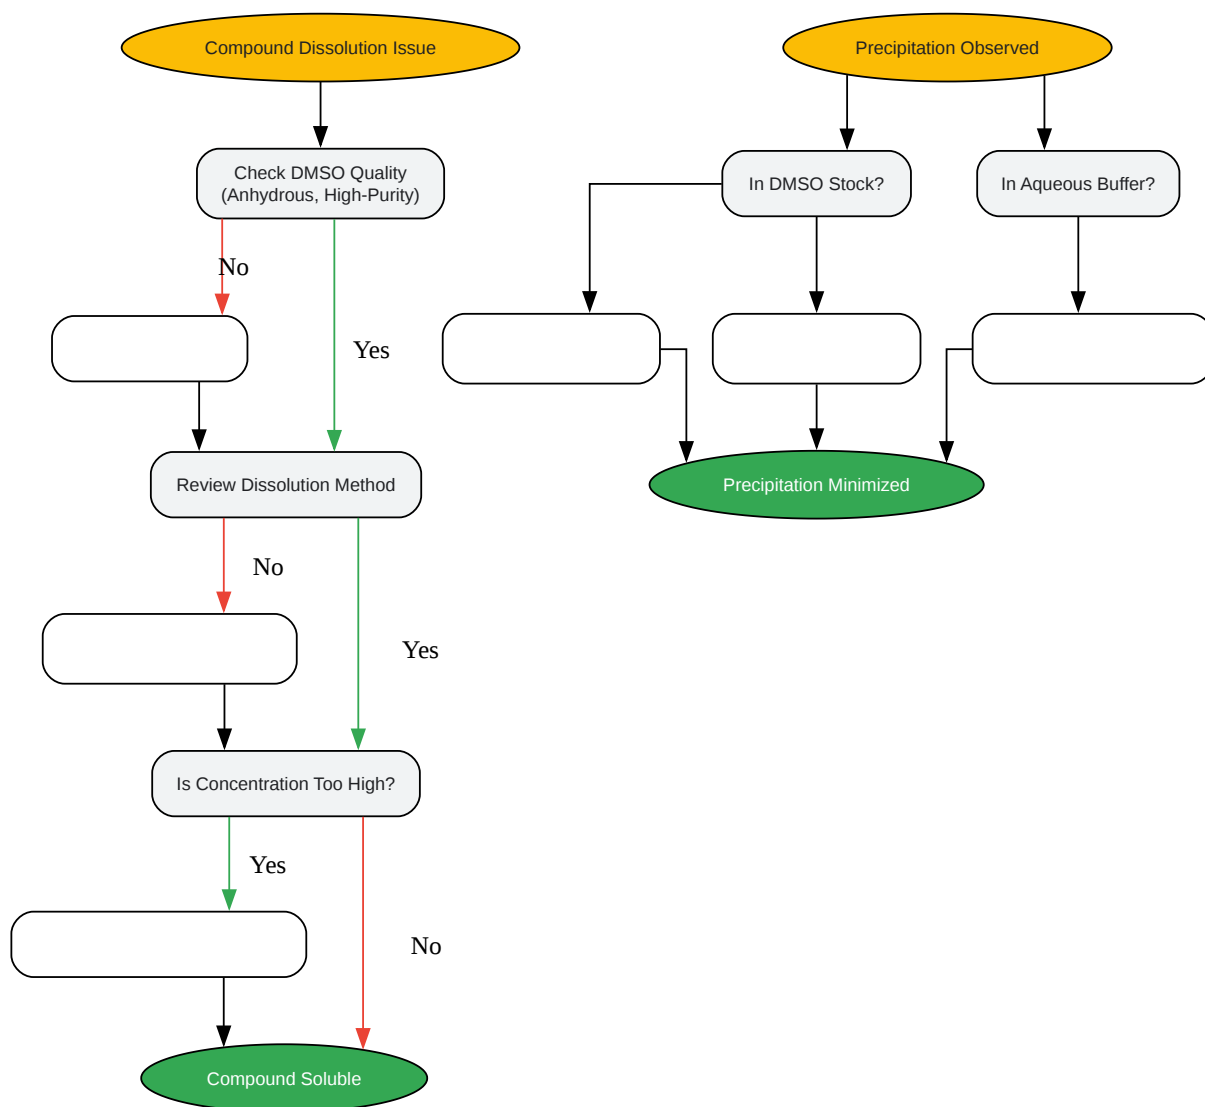 Compound Dissolution Issue
Check DMSO Quality
(Anhydrous, High-Purity)
No
Yes
Review Dissolution Method
No
Yes
Is Concentration Too High?
Yes
No
Compound Soluble
Precipitation Observed
In DMSO Stock?
In Aqueous Buffer?
Precipitation Minimized